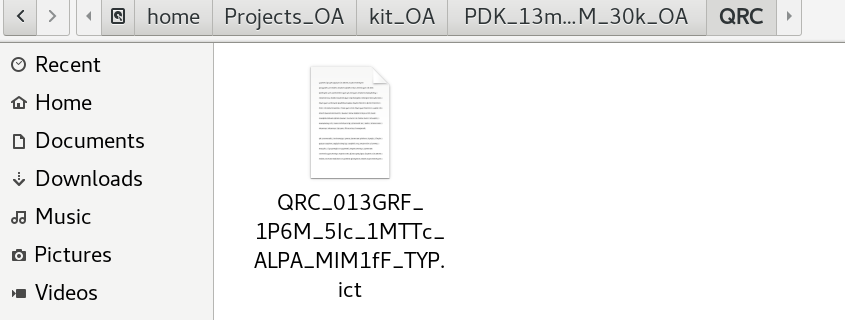 home Projects_OA kit_OA PDK_13m...M_30k_OA QRC
Recent
Home
Documents
Downloads
Music
Pictures
Videos
QRC_013GRF_
1P6M_5Ic_1MTTc_
ALPA_MIM1fF_TYP.
ict